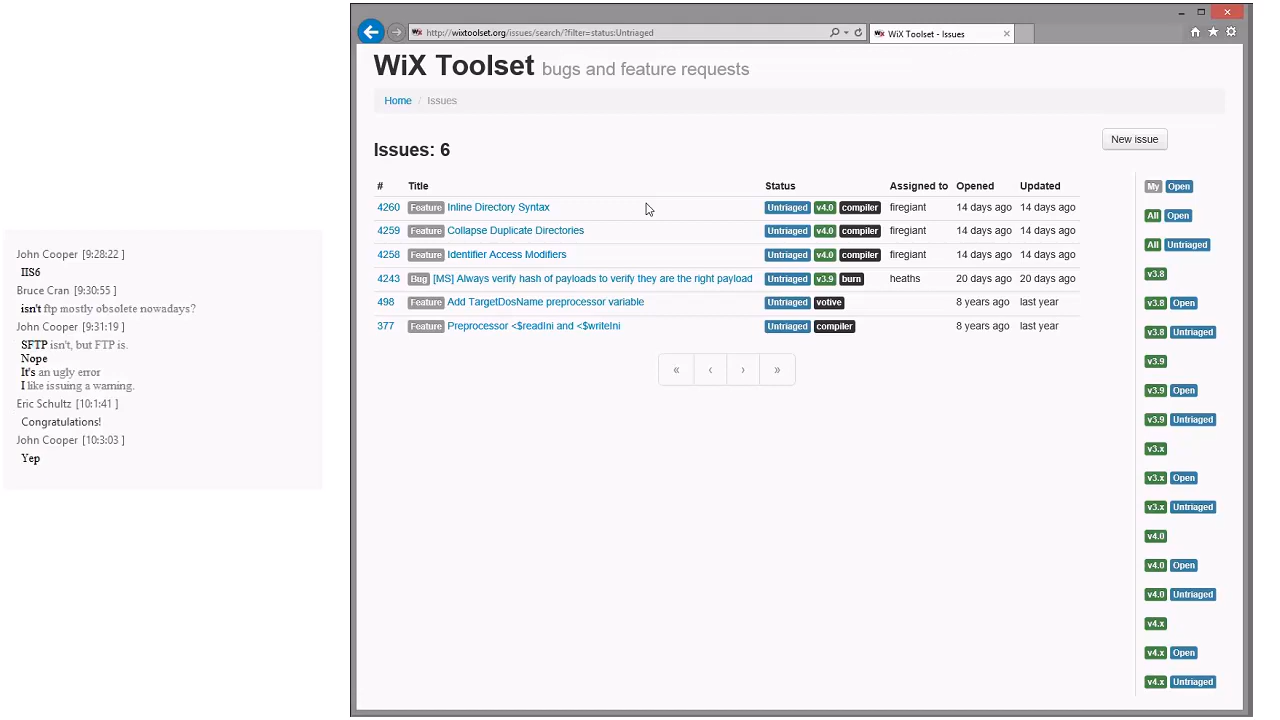 John Cooper [9:28:22 ]
IIS6
Bruce Cran [9:30:55 ]
isn't ftp mostly obsolete nowadays?
John Cooper [9:31:19 ]
SFTP isn't, but FTP is.
Nope
It's an ugly error
I like issuing a warning.
Eric Schultz [10:1:41 ]
Congratulations!
John Cooper [10:3:03 ]
Yep
http://wixtoolset.org/issues/search/?filter=status:Untriaged
WiX Toolset - Issues
WiX Toolset bugs and feature requests
Home / Issues
New issue
Issues: 6
# Title Status Assigned to Opened Updated
4260 Feature Inline Directory Syntax Untriaged v4.0 compiler firegiant 14 days ago 14 days ago
4259 Feature Collapse Duplicate Directories Untriaged v4.0 compiler firegiant 14 days ago 14 days ago
4258 Feature Identifier Access Modifiers Untriaged v4.0 compiler firegiant 14 days ago 14 days ago
4243 Bug [MS] Always verify hash of payloads to verify they are the right payload Untriaged v3.9 burn heaths 20 days ago 20 days ago
498 Feature Add TargetDosName preprocessor variable Untriaged votive 8 years ago last year
377 Feature Preprocessor <$readIni and <$writeIni Untriaged compiler 8 years ago last year
« ‹ › »
My Open
All Open
All Untriaged
v3.8
v3.8 Open
v3.8 Untriaged
v3.9
v3.9 Open
v3.9 Untriaged
v3.x
v3.x Open
v3.x Untriaged
v4.0
v4.0 Open
v4.0 Untriaged
v4.x
v4.x Open
v4.x Untriaged